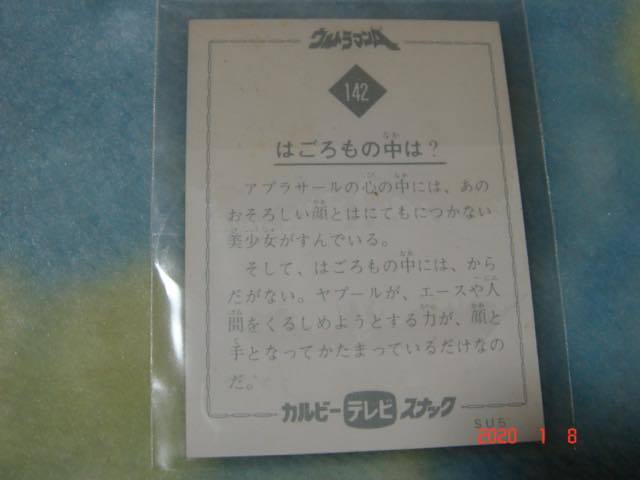 ウルトラマンA
142
はごろもの中は?
アプラサールの心の中には、あの
おそろしい顔とはにてもにつかない
美少女がすんでいる。
そして、はごろもの中には、から
だがない。ヤプールが、エースや人
間をくるしめようとする力が、顔と
手となってかたまっているだけなの
だ。
カルビーテレビスナック
SU5
2020 1 8